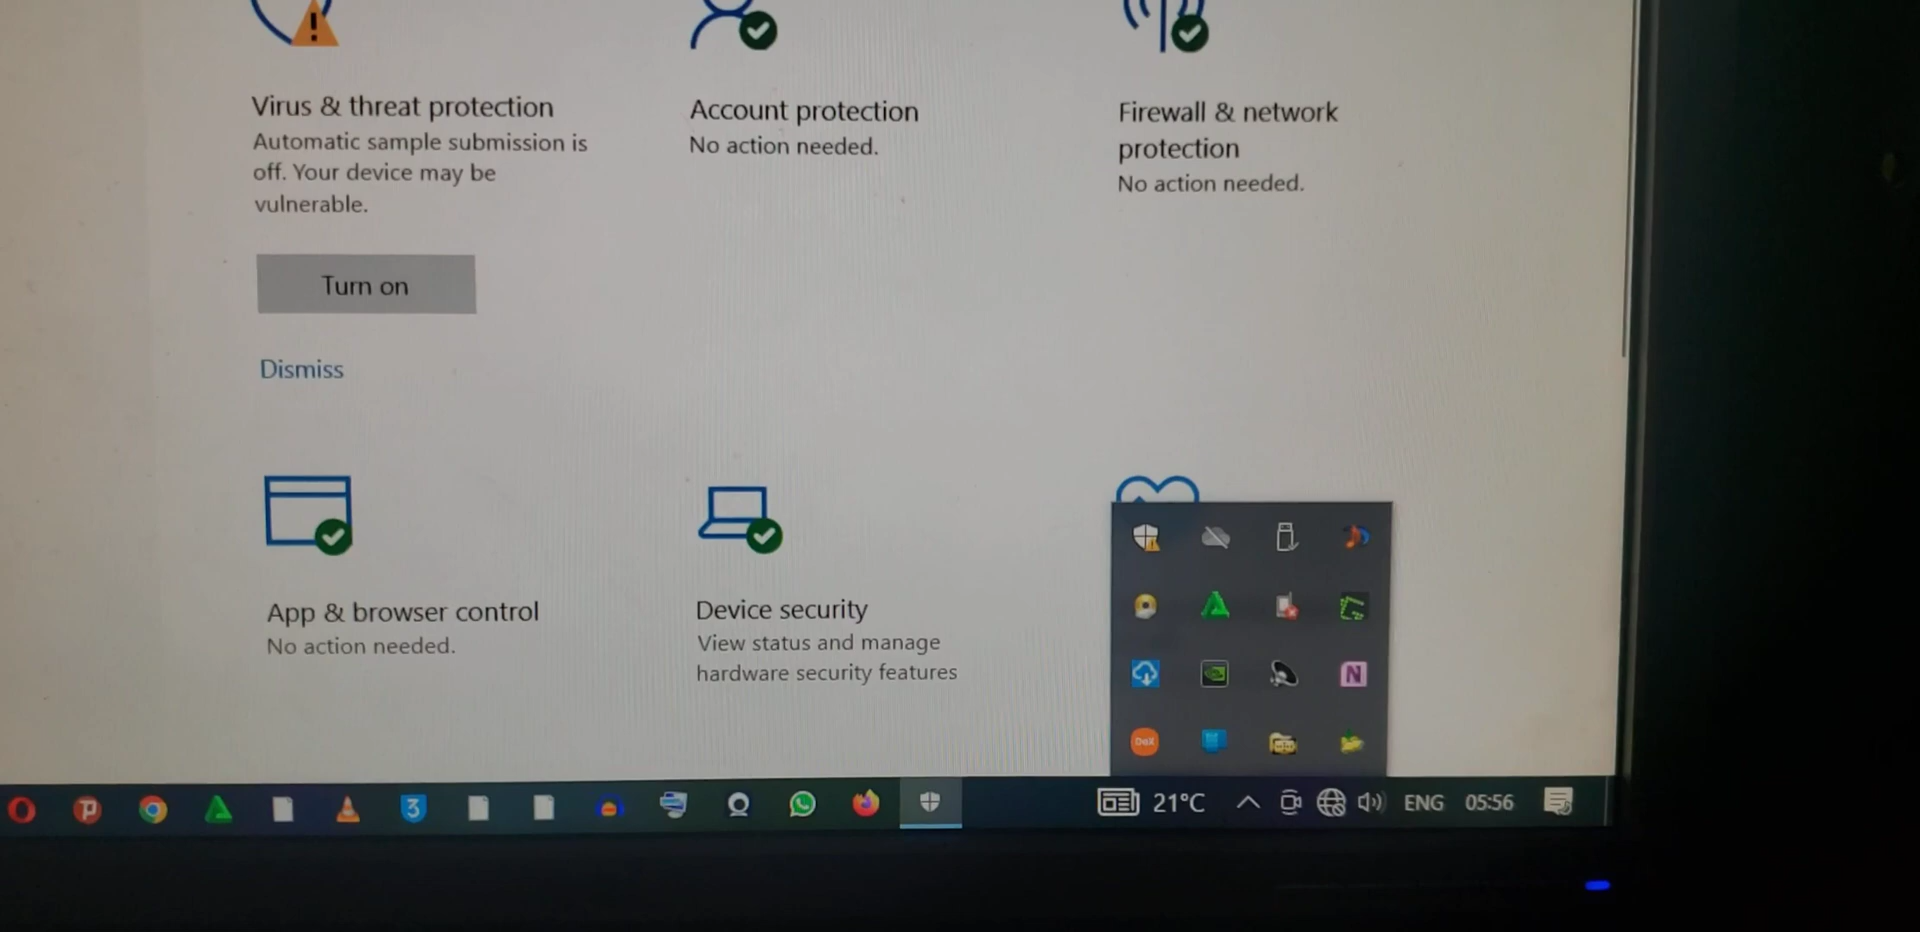 Virus & threat protection
Automatic sample submission is
off. Your device may be
vulnerable.
Turn on
Dismiss
Account protection
No action needed.
Firewall & network
protection
No action needed.
App & browser control
No action needed.
Device security
View status and manage
hardware security features
N
DeX
3
21°C
ENG
05:56